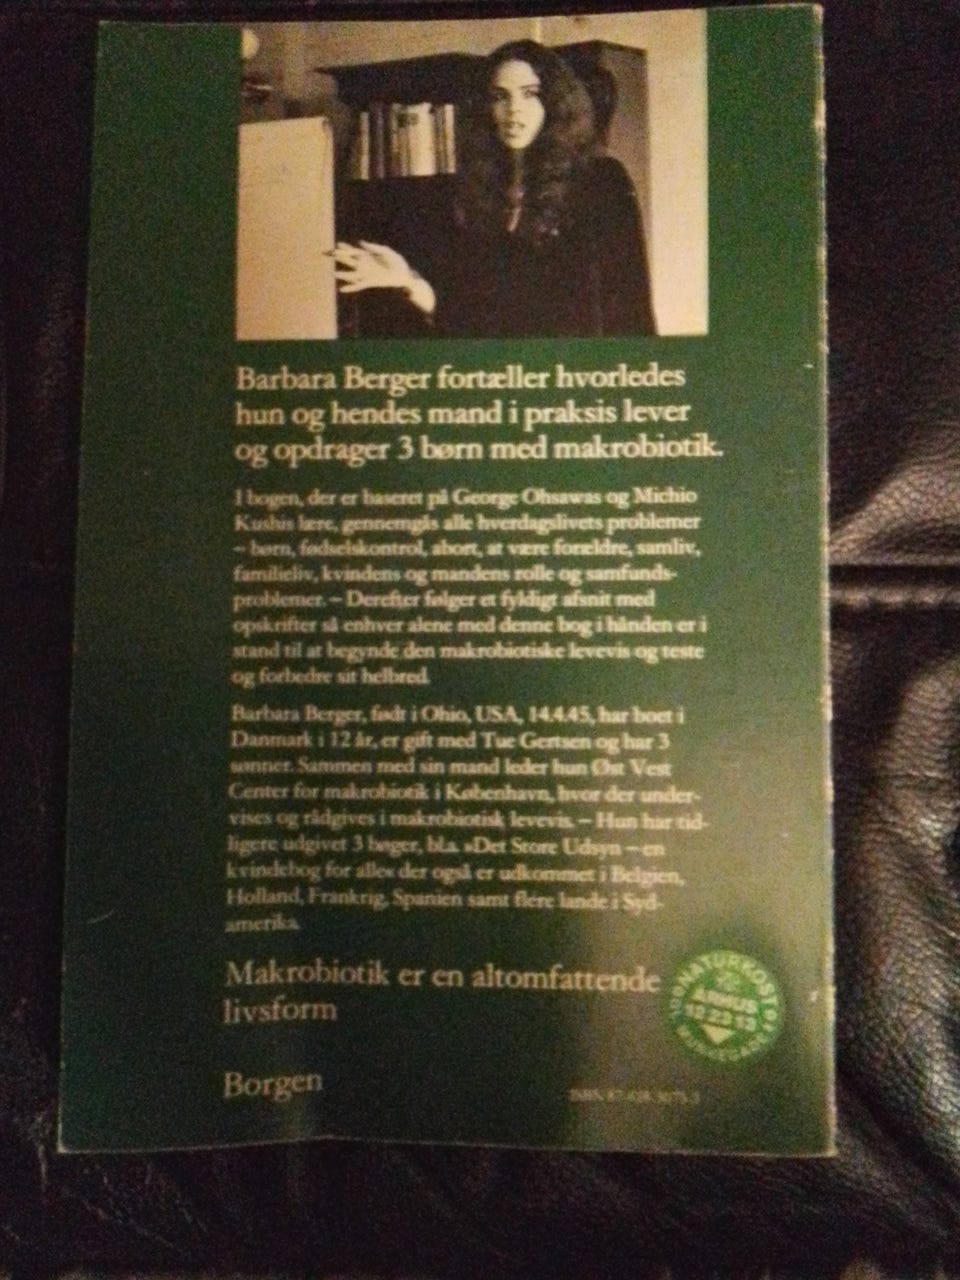 Barbara Berger fortæller hvorledes
hun og hendes mand i praksis lever
og opdrager 3 børn med makrobiotik.
I bogen, der er baseret på George Ohsawas og Michio
Kushis lære, gennemgås alle hverdagslivets problemer
– børn, fødselskontrol, abort, at være forældre, samliv,
familieliv, kvindens og mandens rolle og samfunds-
problemer. – Derefter følger et fyldigt afsnit med
opskrifter så enhver alene med denne bog i hånden er i
stand til at begynde den makrobiotiske levevis og teste
og forbedre sit helbred.
Barbara Berger, født i Ohio, USA, 14.4.45, har boet i
Danmark i 12 år, er gift med Tue Gertsen og har 3
sønner. Sammen med sin mand leder hun Øst Vest
Center for makrobiotik i København, hvor der under-
vises og rådgives i makrobiotisk levevis. – Hun har tid-
ligere udgivet 3 bøger, bl.a. »Det Store Udsyn – en
kvindebog for alle« der også er udkommet i Belgien,
Holland, Frankrig, Spanien samt flere lande i Syd-
amerika.
Makrobiotik er en altomfattende
livsform
NATURKOST
ÅRHUS
12 23 13
Borgen
ISBN